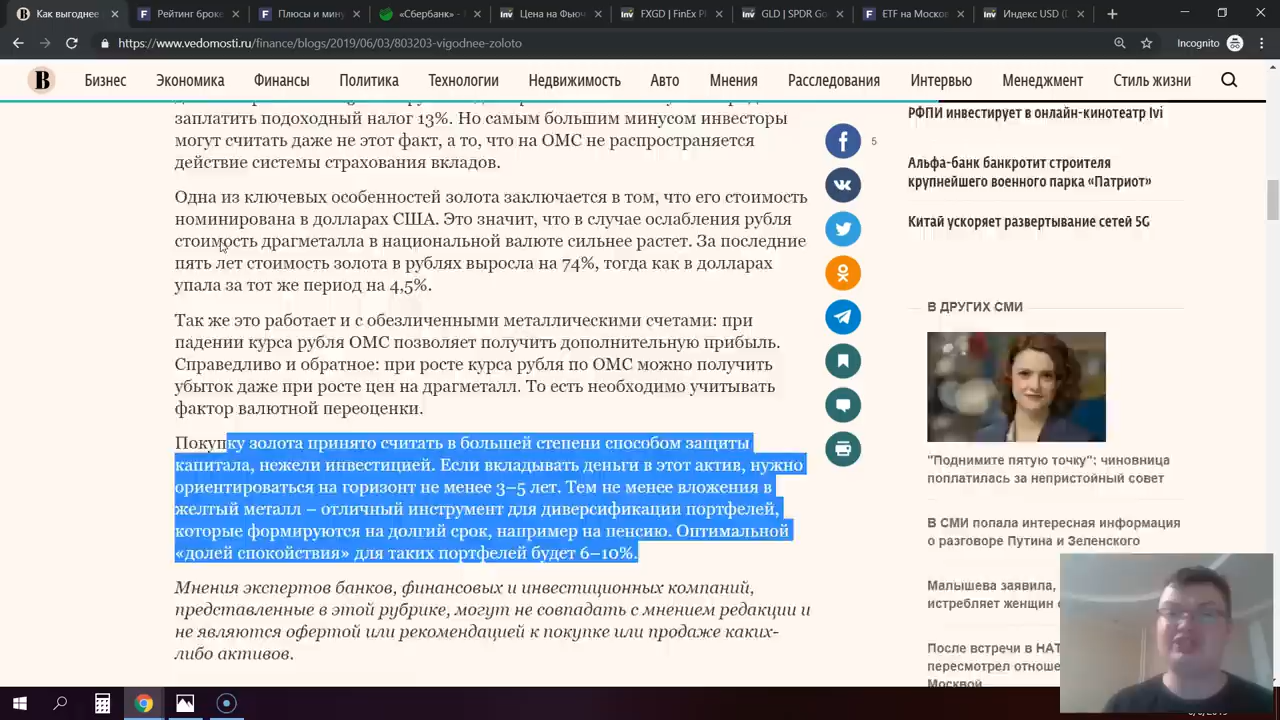 Как выгоднее
Рейтинг броке
Плюсы и мину
«Сбербанк» -
Цена на Фьюч
FXGD | FinEx P
GLD | SPDR Go
ETF на Москов
Индекс USD (
https://www.vedomosti.ru/finance/blogs/2019/06/03/803203-vigodnee-zoloto
Incognito
В
Бизнес
Экономика
Финансы
Политика
Технологии
Недвижимость
Авто
Мнения
Расследования
Интервью
Менеджмент
Стиль жизни
заплатить подоходный налог 13%. Но самым большим минусом инвесторы
могут считать даже не этот факт, а то, что на ОМС не распространяется
действие системы страхования вкладов.
Одна из ключевых особенностей золота заключается в том, что его стоимость
номинирована в долларах США. Это значит, что в случае ослабления рубля
стоимость драгметалла в национальной валюте сильнее растет. За последние
пять лет стоимость золота в рублях выросла на 74%, тогда как в долларах
упала за тот же период на 4,5%.
Так же это работает и с обезличенными металлическими счетами: при
падении курса рубля ОМС позволяет получить дополнительную прибыль.
Справедливо и обратное: при росте курса рубля по ОМС можно получить
убыток даже при росте цен на драгметалл. То есть необходимо учитывать
фактор валютной переоценки.
Покупку золота принято считать в большей степени способом защиты
капитала, нежели инвестицией. Если вкладывать деньги в этот актив, нужно
ориентироваться на горизонт не менее 3–5 лет. Тем не менее вложения в
желтый металл – отличный инструмент для диверсификации портфелей,
которые формируются на долгий срок, например на пенсию. Оптимальной
«долей спокойствия» для таких портфелей будет 6–10%.
Мнения экспертов банков, финансовых и инвестиционных компаний,
представленные в этой рубрике, могут не совпадать с мнением редакции и
не являются офертой или рекомендацией к покупке или продаже каких-
либо активов.
5
РФПИ инвестирует в онлайн-кинотеатр Ivi
Альфа-банк банкротит строителя
крупнейшего военного парка «Патриот»
Китай ускоряет развертывание сетей 5G
В ДРУГИХ СМИ
"Поднимите пятую точку": чиновница
поплатилась за непристойный совет
В СМИ попала интересная информация
о разговоре Путина и Зеленского
Малышева заявила,
истребляет женщин
После встречи в НАТ
пересмотрел отноше
Москвой